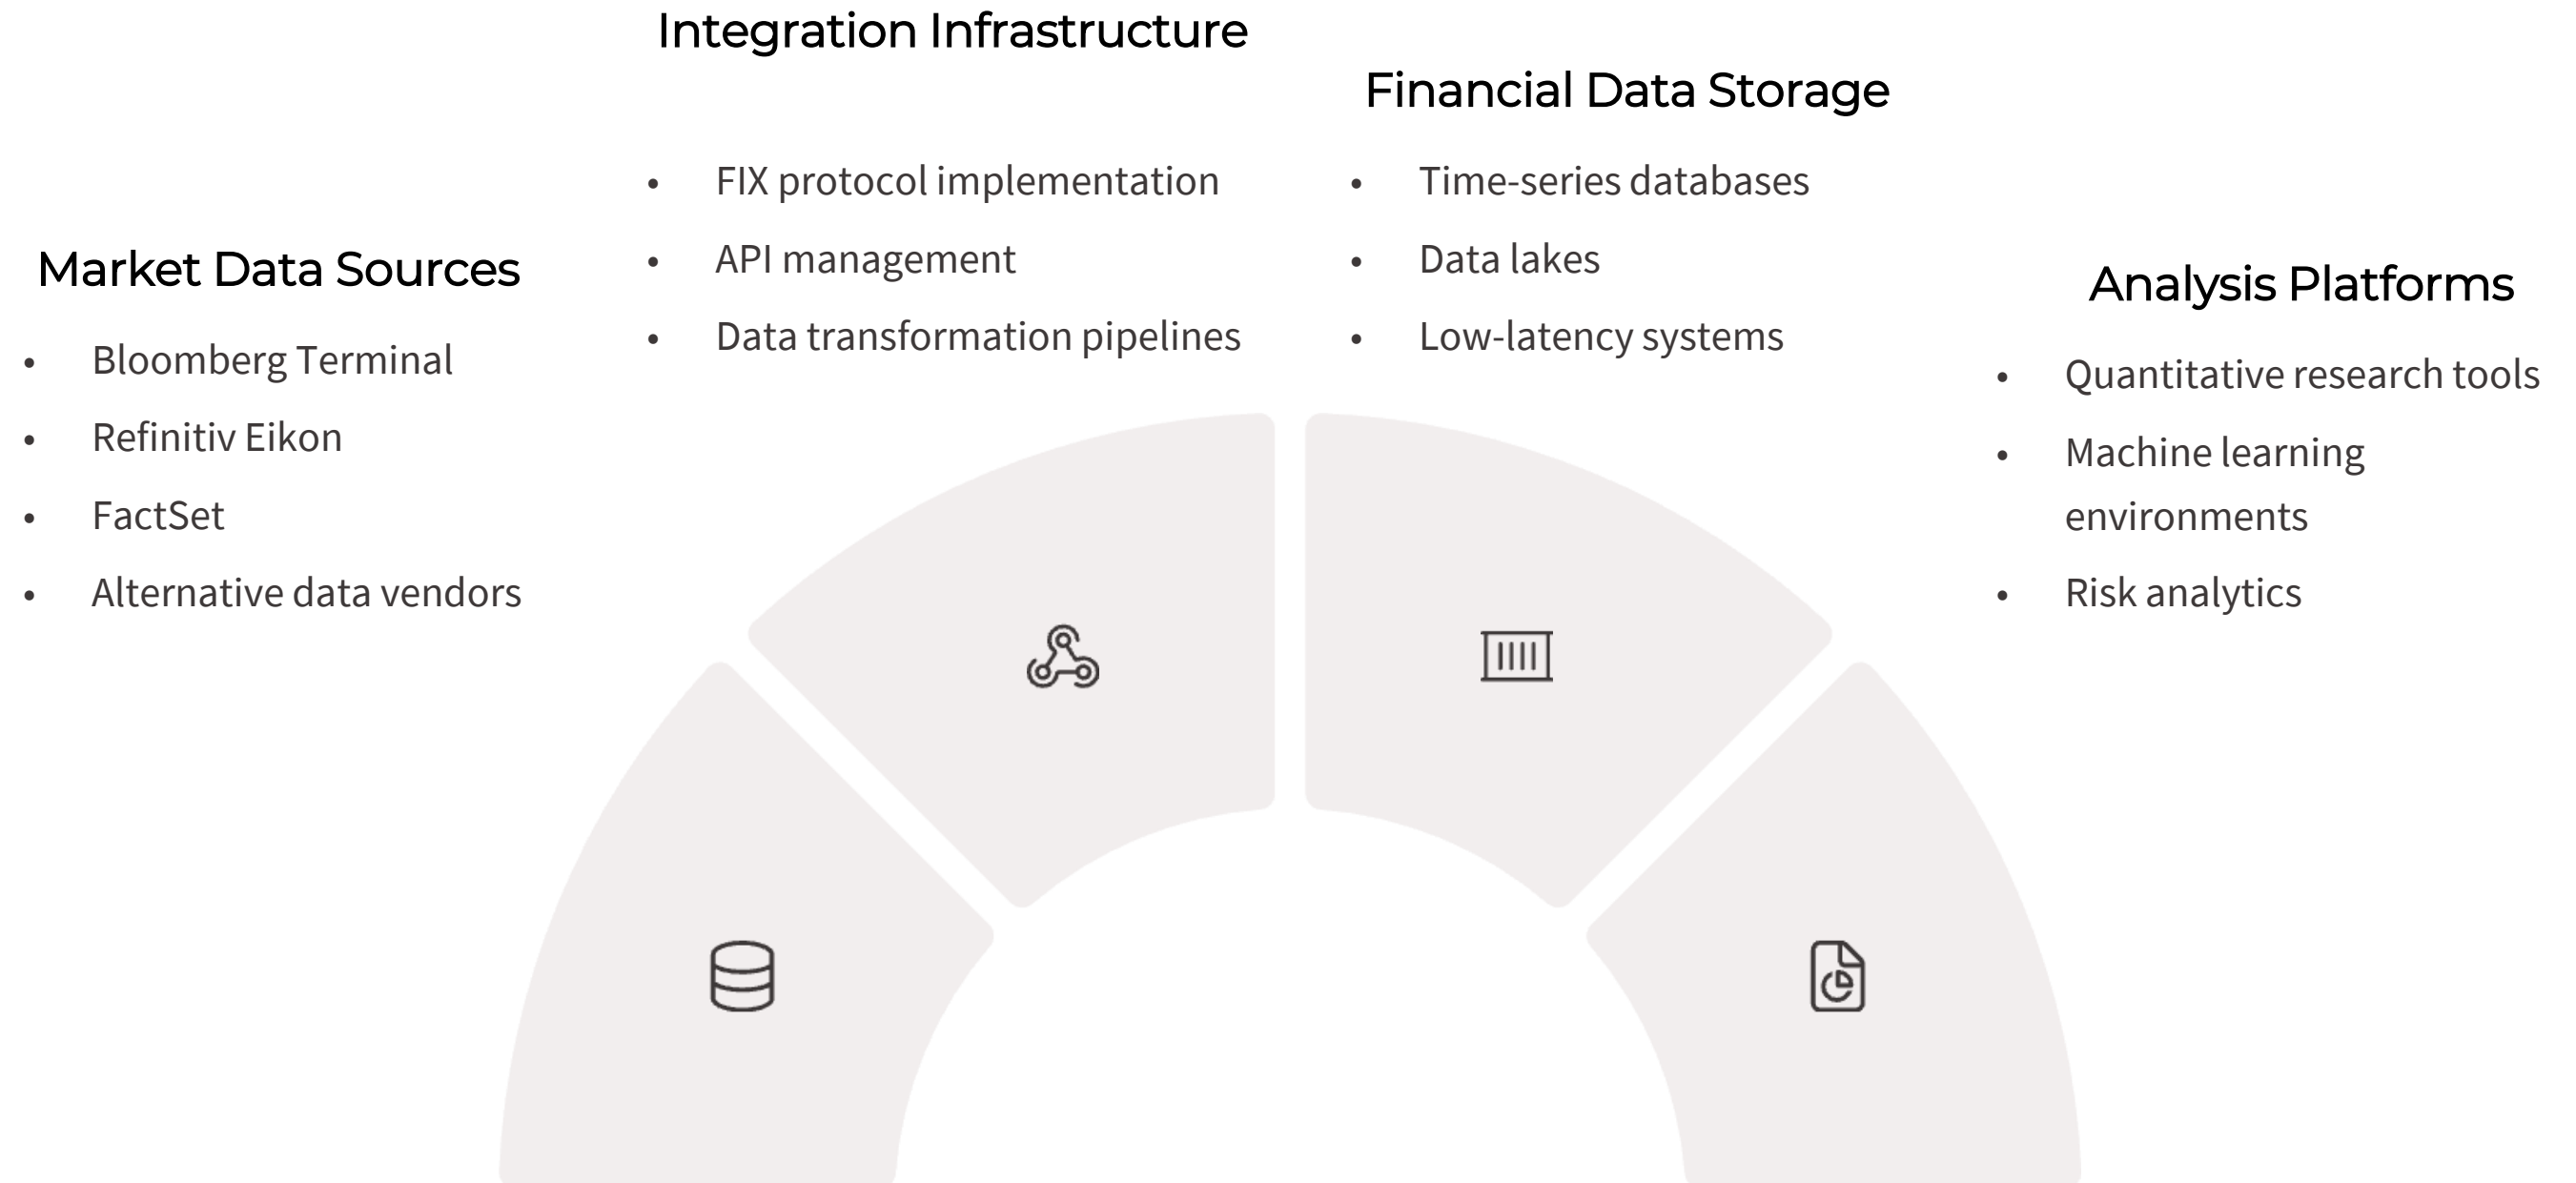 Integration Infrastructure
• FIX protocol implementation
• API management
• Data transformation pipelines
Financial Data Storage
• Time-series databases
• Data lakes
• Low-latency systems
Market Data Sources
• Bloomberg Terminal
• Refinitiv Eikon
• FactSet
• Alternative data vendors
Analysis Platforms
• Quantitative research tools
• Machine learning
environments
• Risk analytics